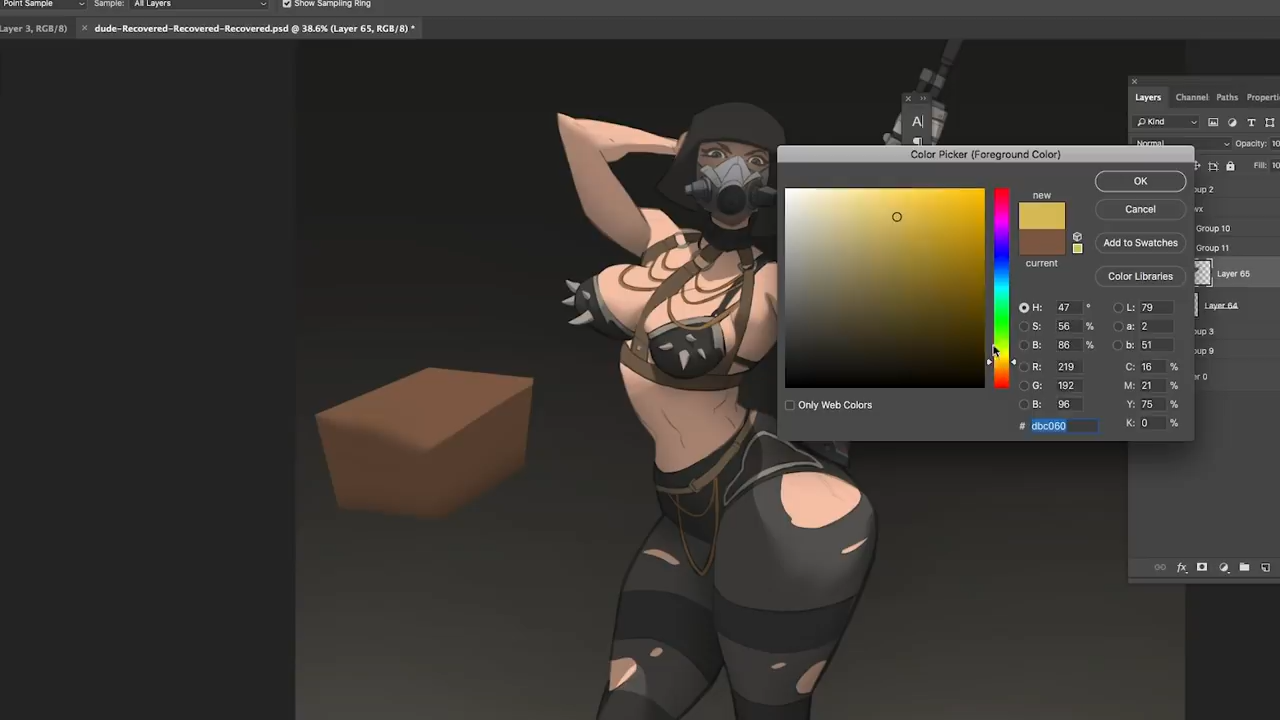 Point Sample Sample: All Layers Show Sampling Ring
Layer 3, RGB/8) × dude-Recovered-Recovered-Recovered.psd @ 38.6% (Layer 65, RGB/8) *
Layers Channel Paths Properti
Kind
Normal Opacity: 10
Fill: 10
oup 2
Group 10
Group 11
Layer 65
Layer 64
oup 3
oup 9
er 0
fx
A
Color Picker (Foreground Color)
new
current
OK
Cancel
Add to Swatches
Color Libraries
H: 47 °
S: 56 %
B: 86 %
R: 219
G: 192
B: 96
# dbc060
L: 79
a: 2
b: 51
C: 16 %
M: 21 %
Y: 75 %
K: 0 %
Only Web Colors